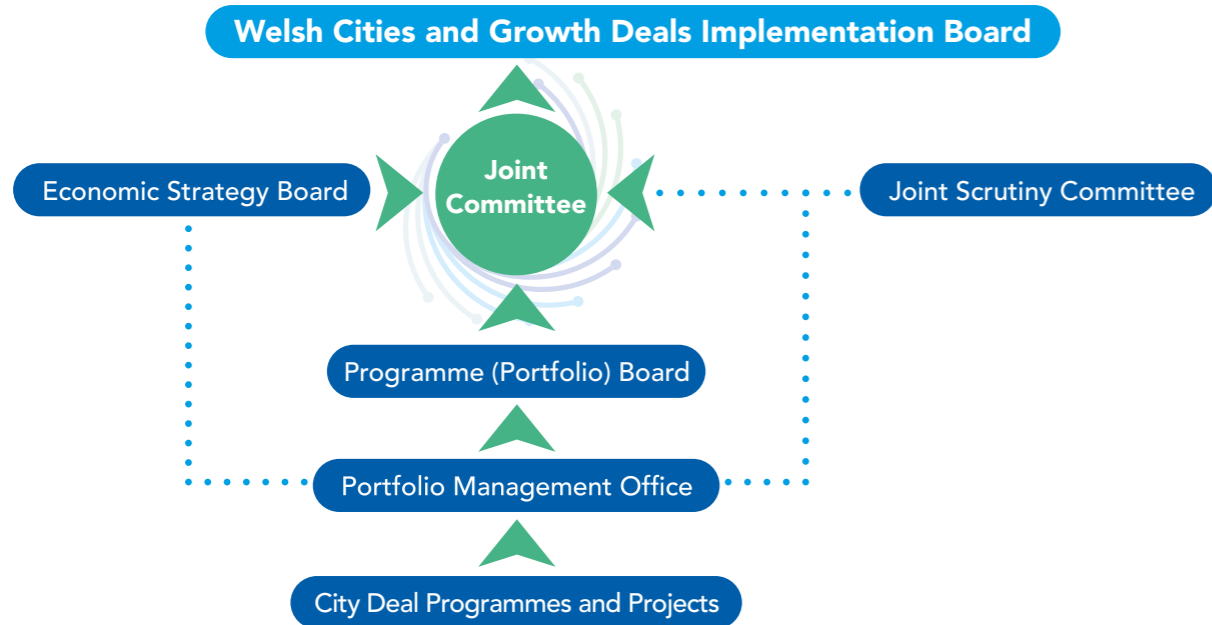 Welsh Cities and Growth Deals Implementation Board
Joint
Committee
Economic Strategy Board
Joint Scrutiny Committee
Programme (Portfolio) Board
Portfolio Management Office
City Deal Programmes and Projects